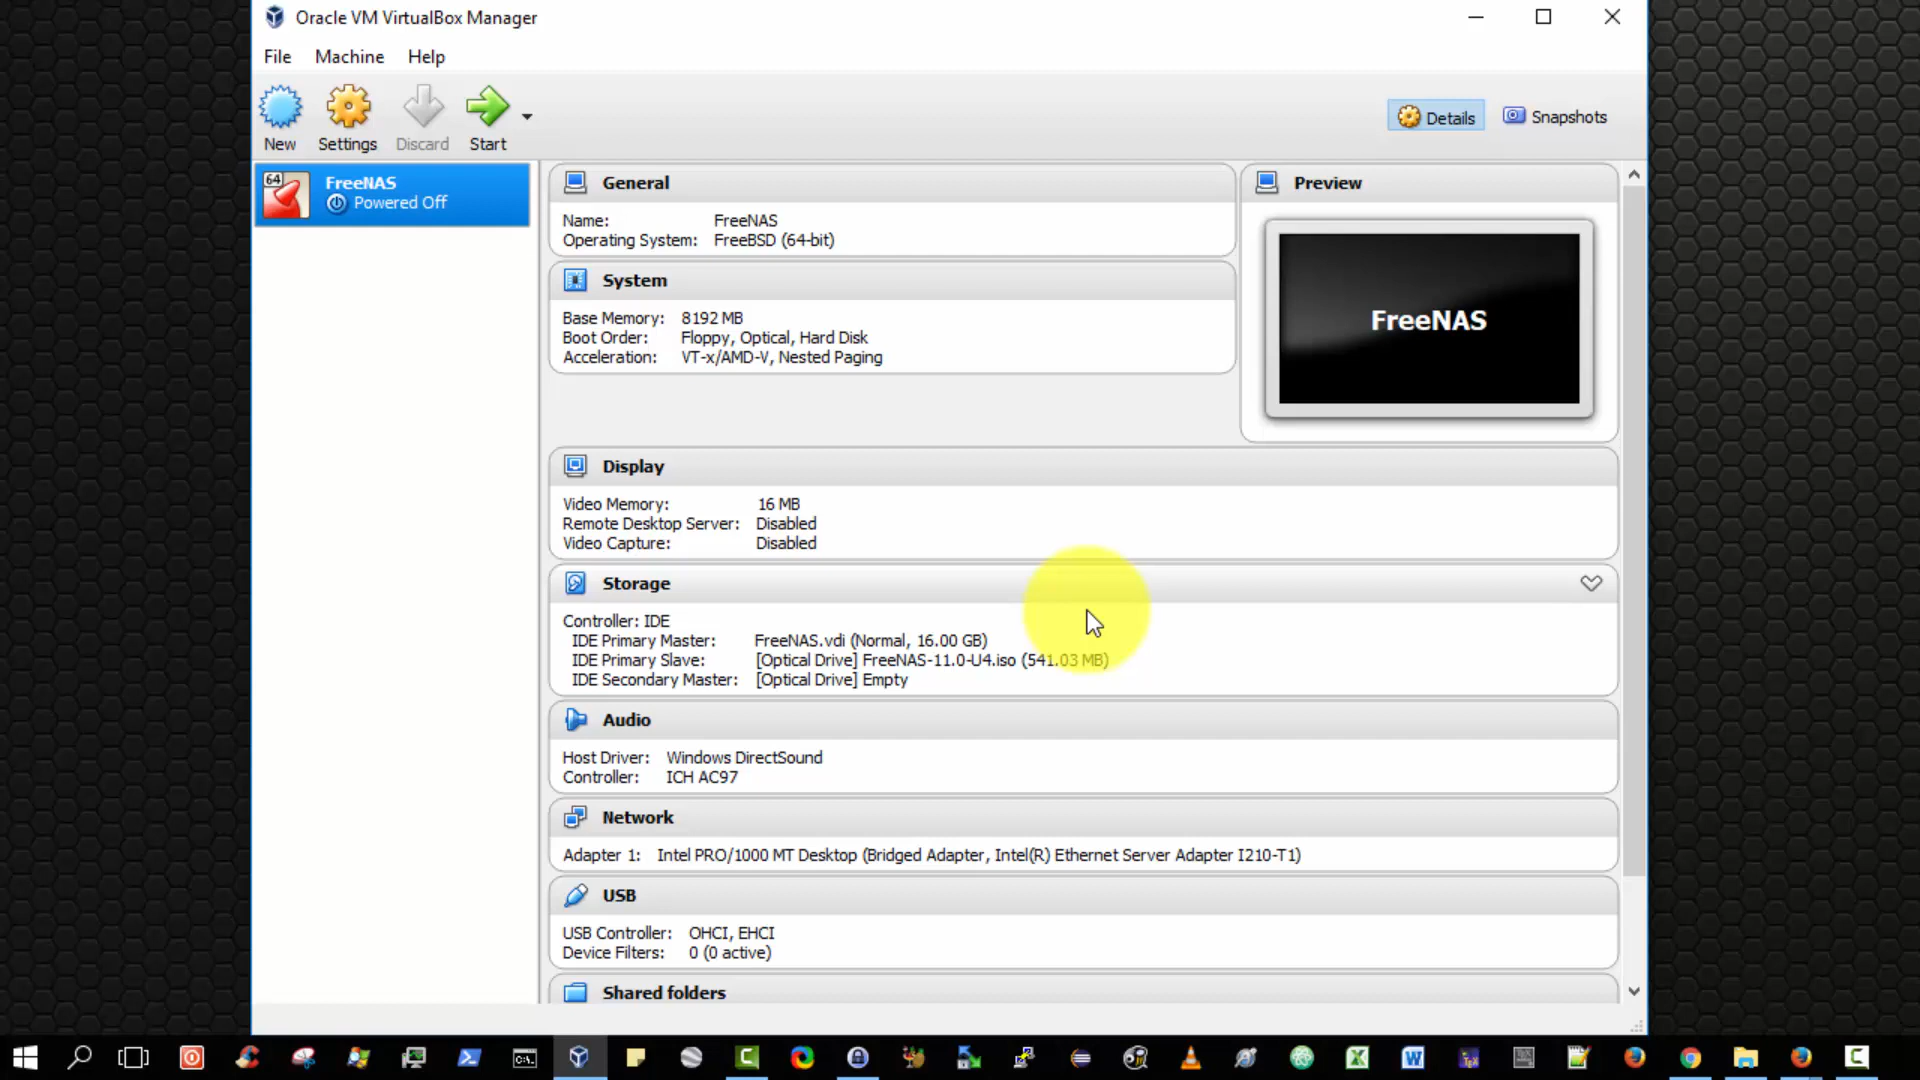 Oracle VM VirtualBox Manager
File Machine Help
New Settings Discard Start
Details Snapshots
64 FreeNAS
Powered Off
General
Name: FreeNAS
Operating System: FreeBSD (64-bit)
System
Base Memory: 8192 MB
Boot Order: Floppy, Optical, Hard Disk
Acceleration: VT-x/AMD-V, Nested Paging
Preview
FreeNAS
Display
Video Memory: 16 MB
Remote Desktop Server: Disabled
Video Capture: Disabled
Storage
Controller: IDE
IDE Primary Master: FreeNAS.vdi (Normal, 16.00 GB)
IDE Primary Slave: [Optical Drive] FreeNAS-11.0-U4.iso (541.03 MB)
IDE Secondary Master: [Optical Drive] Empty
Audio
Host Driver: Windows DirectSound
Controller: ICH AC97
Network
Adapter 1: Intel PRO/1000 MT Desktop (Bridged Adapter, Intel(R) Ethernet Server Adapter I210-T1)
USB
USB Controller: OHCI, EHCI
Device Filters: 0 (0 active)
Shared folders